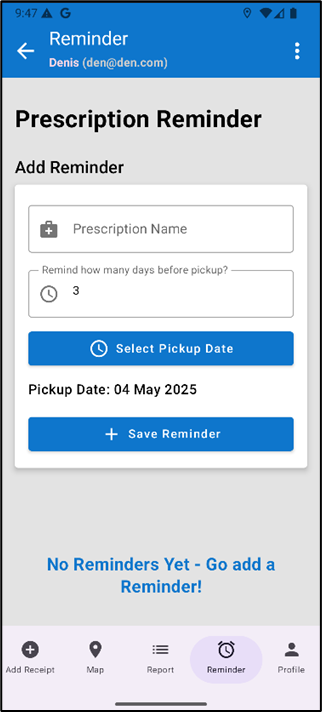 9:47
Reminder
Denis (den@den.com)
Prescription Reminder
Add Reminder
Prescription Name
Remind how many days before pickup?
3
Select Pickup Date
Pickup Date: 04 May 2025
Save Reminder
No Reminders Yet - Go add a
Reminder!
Add Receipt Map Report Reminder Profile